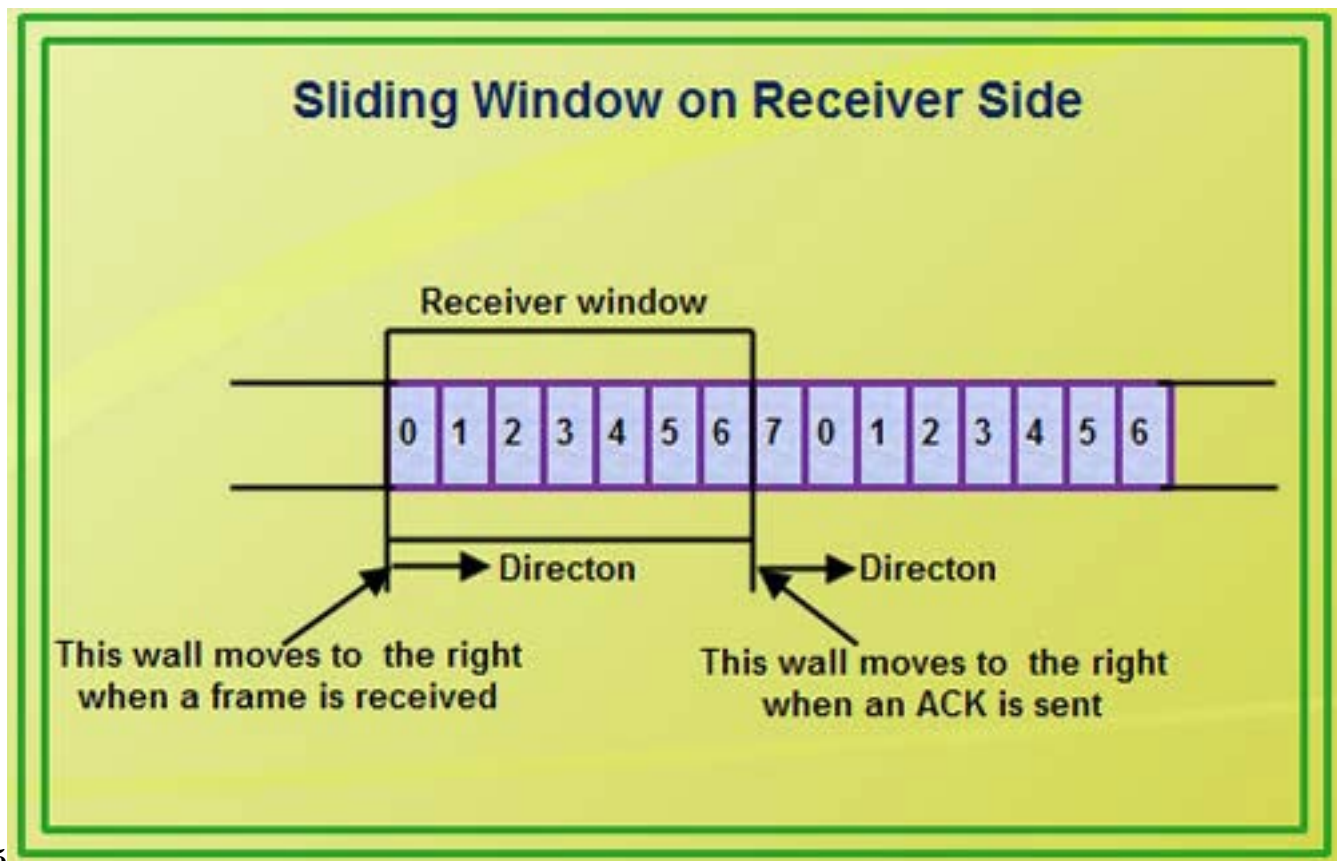 Sliding Window on Receiver Side
Receiver window
0 1 2 3 4 5 6 7 0 1 2 3 4 5 6
Directon Directon
This wall moves to the right
when a frame is received
This wall moves to the right
when an ACK is sent